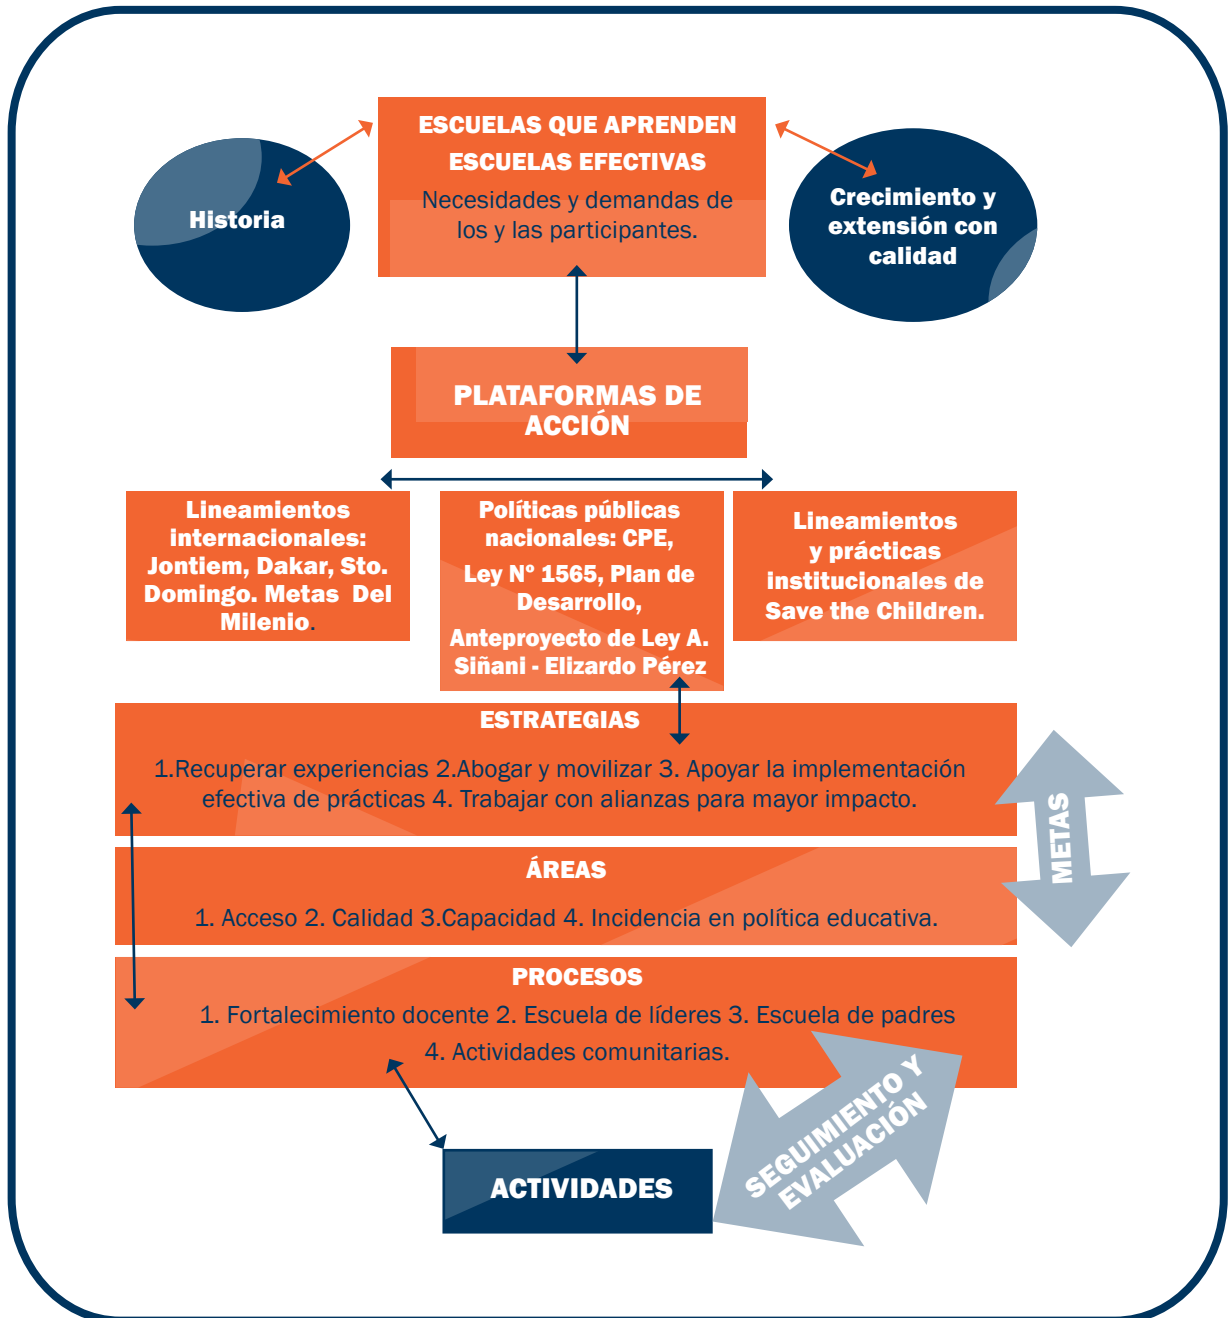 ESCUELAS QUE APRENDEN
ESCUELAS EFECTIVAS
Necesidades y demandas de
los y las participantes.
Historia
Crecimiento y
extensión con
calidad
PLATAFORMAS DE
ACCIÓN
Lineamientos
internacionales:
Jontiem, Dakar, Sto.
Domingo. Metas Del
Milenio.
Políticas públicas
nacionales: CPE,
Ley Nº 1565, Plan de
Desarrollo,
Anteproyecto de Ley A.
Siñani - Elizardo Pérez
Lineamientos
y prácticas
institucionales de
Save the Children.
ESTRATEGIAS
1.Recuperar experiencias 2.Abogar y movilizar 3. Apoyar la implementación
efectiva de prácticas 4. Trabajar con alianzas para mayor impacto.
METAS
ÁREAS
1. Acceso 2. Calidad 3.Capacidad 4. Incidencia en política educativa.
PROCESOS
1. Fortalecimiento docente 2. Escuela de líderes 3. Escuela de padres
4. Actividades comunitarias.
SEGUIMIENTO Y
EVALUACIÓN
ACTIVIDADES